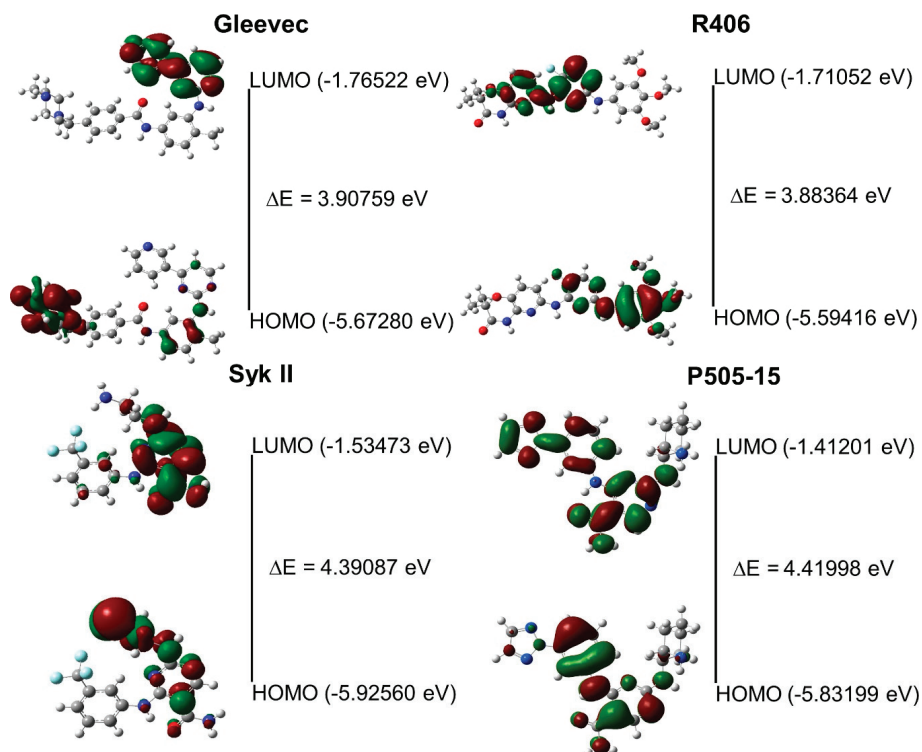 Gleevec
LUMO (-1.76522 eV)
ΔE = 3.90759 eV
HOMO (-5.67280 eV)
R406
LUMO (-1.71052 eV)
ΔE = 3.88364 eV
HOMO (-5.59416 eV)
Syk II
LUMO (-1.53473 eV)
ΔE = 4.39087 eV
HOMO (-5.92560 eV)
P505-15
LUMO (-1.41201 eV)
ΔE = 4.41998 eV
HOMO (-5.83199 eV)